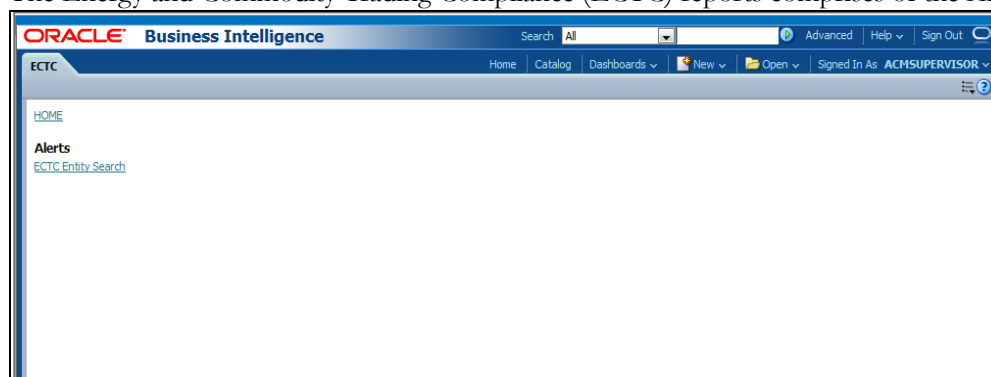 The Energy and Commodity Trading Compliance (ECTC) reports comprises of the
ORACLE Business Intelligence Search All Advanced Help Sign Out
ECTC Home Catalog Dashboards New Open Signed In As ACMSUPERVISOR
HOME
Alerts
ECTC Entity Search